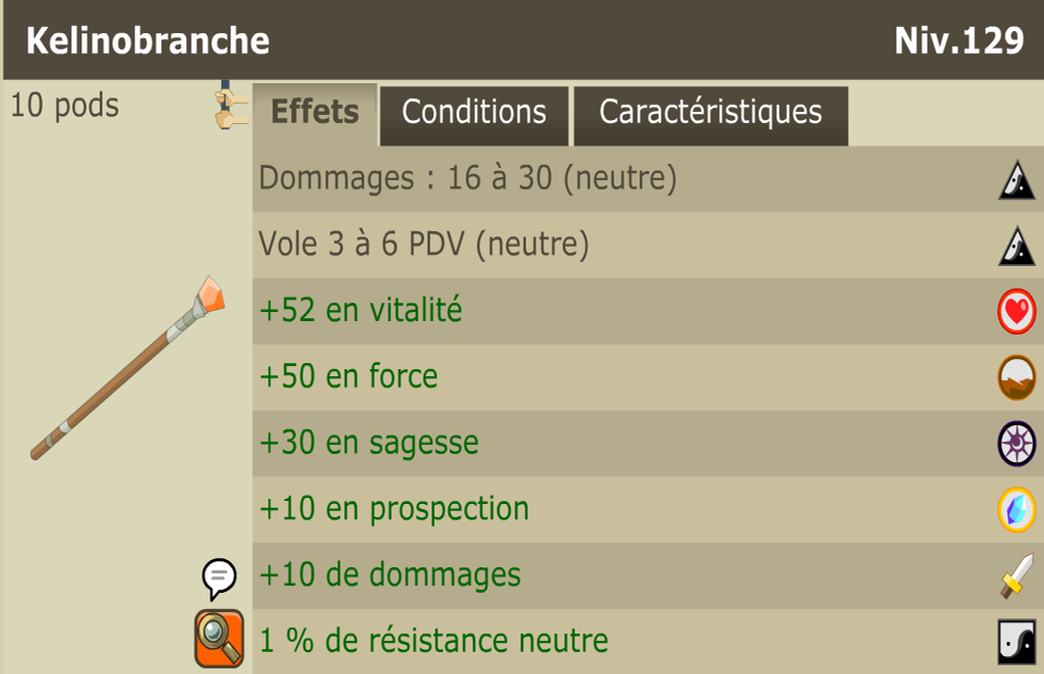 Kelinobranche
Niv.129
10 pods
Effets
Conditions
Caractéristiques
Dommages : 16 à 30 (neutre)
Vole 3 à 6 PDV (neutre)
+52 en vitalité
+50 en force
+30 en sagesse
+10 en prospection
+10 de dommages
1 % de résistance neutre